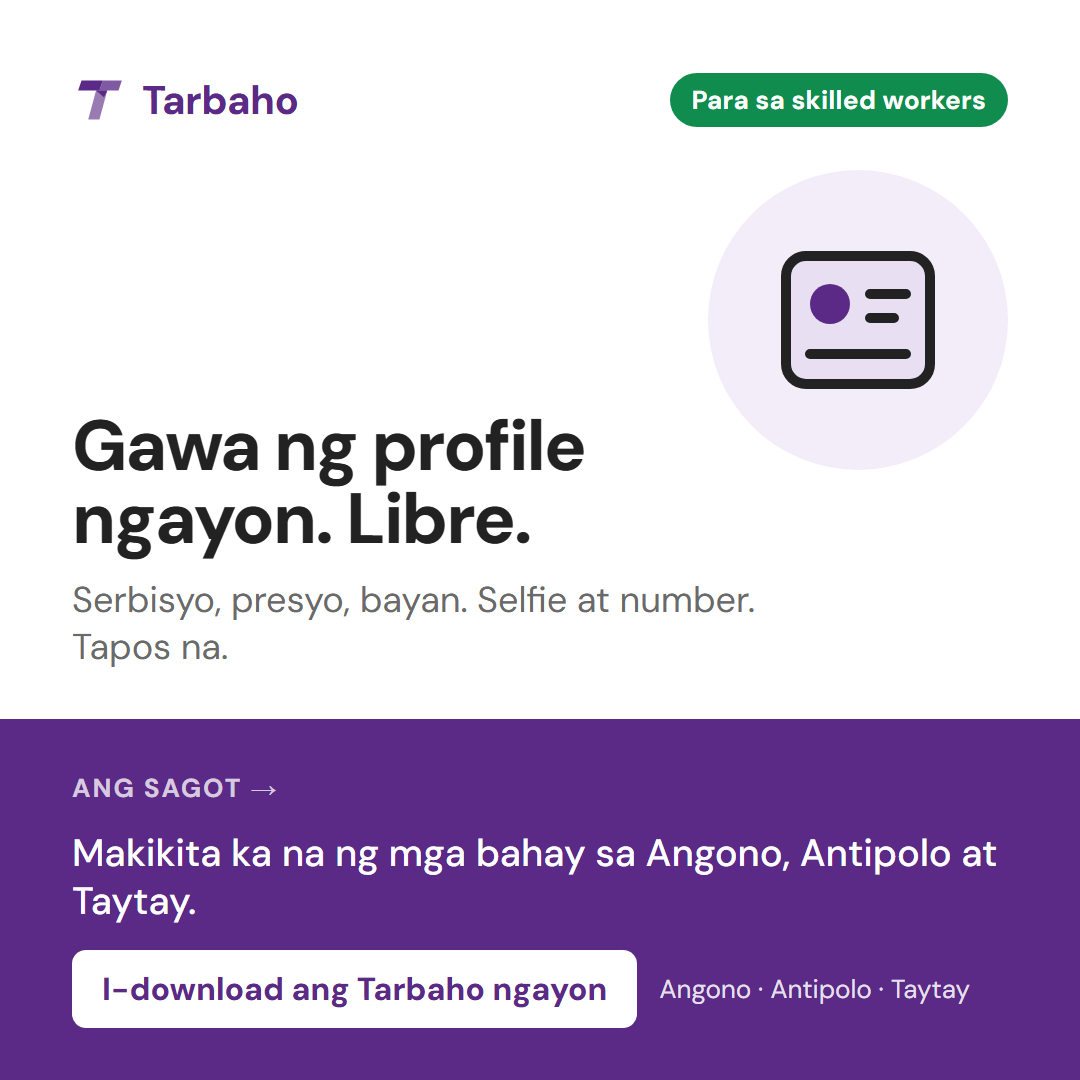 Tarbaho
Para sa skilled workers
Gawa ng profile
ngayon. Libre.
Serbisyo, presyo, bayan. Selfie at number.
Tapos na.
ANG SAGOT →
Makikita ka na ng mga bahay sa Angono, Antipolo at
Taytay.
I-download ang Tarbaho ngayon
Angono · Antipolo · Taytay